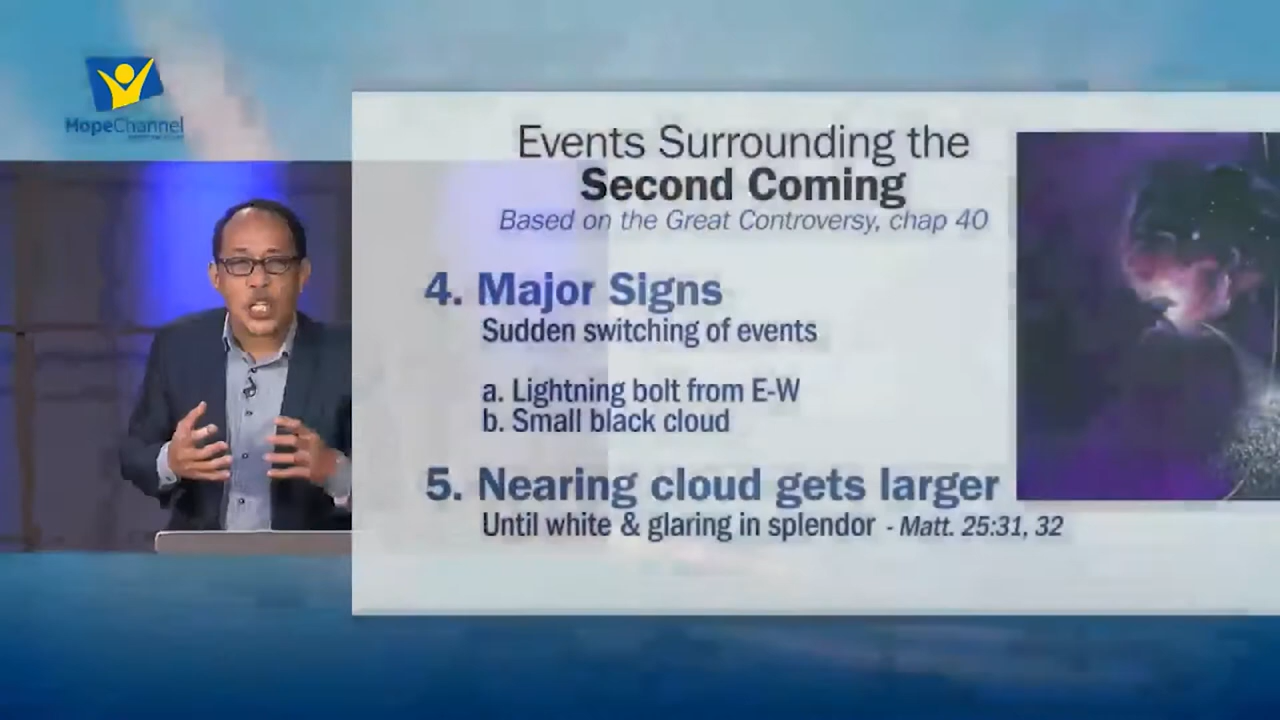 HopeChannel
Events Surrounding the
Second Coming
Based on the Great Controversy, chap 40
4. Major Signs
Sudden switching of events
a. Lightning bolt from E-W
b. Small black cloud
5. Nearing cloud gets larger
Until white & glaring in splendor - Matt. 25:31, 32